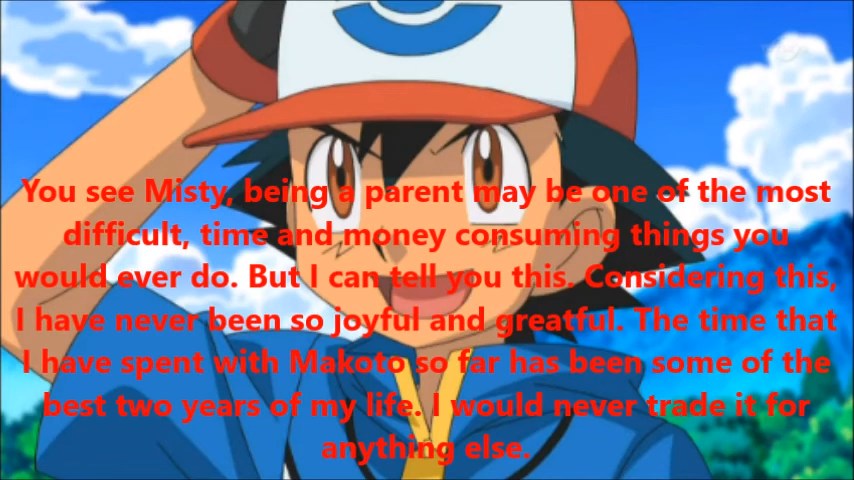 You see Misty, being a parent may be one of the most
difficult, time and money consuming things you
would ever do. But I can tell you this. Considering this,
I have never been so joyful and greatful. The time that
I have spent with Makoto so far has been some of the
best two years of my life. I would never trade it for
anything else.